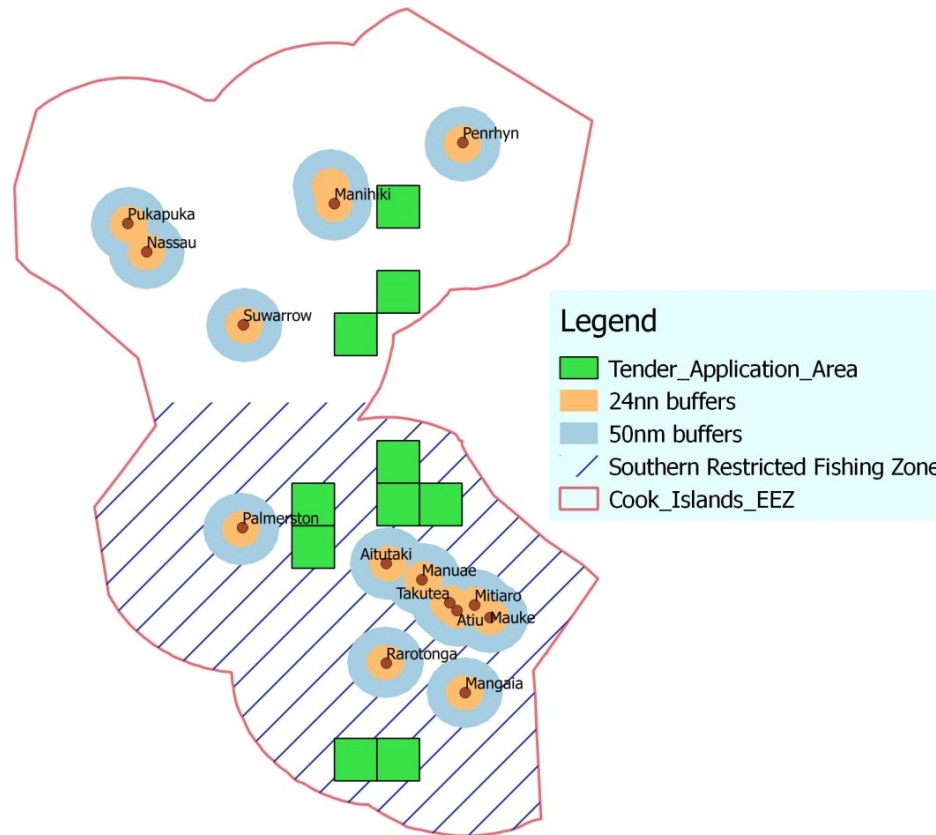 Penrhyn
Manihiki
Pukapuka
Nassau
Suwarrow
Legend
Tender_Application_Area
24nn buffers
50nm buffers
Southern Restricted Fishing Zone
Cook_Islands_EEZ
Palmerston
Aitutaki
Manuae
Takutea
Mitiaro
Atiu
Mauke
Rarotonga
Mangaia